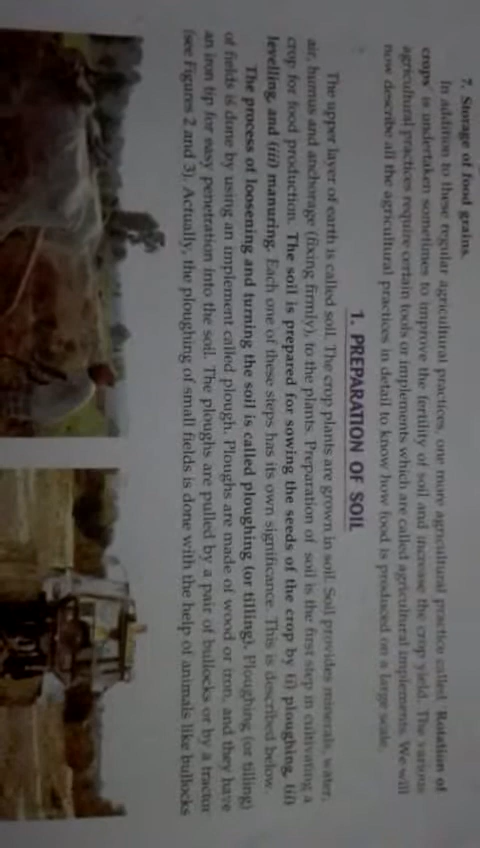 7. Storage of food grains.
In addition to these regular agricultural practices, one more agricultural practice called 'Rotation of
crops' is undertaken sometimes to improve the fertility of soil and increase the crop yield. The various
agricultural practices require certain tools or implements which are called agricultural implements. We will
now describe all the agricultural practices in detail to know how food is produced on a large scale.
1. PREPARATION OF SOIL
The upper layer of earth is called soil. The crop plants are grown in soil. Soil provides minerals, water,
air, humus and anchorage (fixing firmly), to the plants. Preparation of soil is the first step in cultivating a
crop for food production. The soil is prepared for sowing the seeds of the crop by (i) ploughing, (ii)
levelling, and (iii) manuring. Each one of these steps has its own significance. This is described below.
The process of loosening and turning the soil is called ploughing (or tilling). Ploughing (or tilling)
of fields is done by using an implement called plough. Ploughs are made of wood or iron, and they have
an iron tip for easy penetration into the soil. The ploughs are pulled by a pair of bullocks or by a tractor
(see Figures 2 and 3). Actually, the ploughing of small fields is done with the help of animals like bullocks